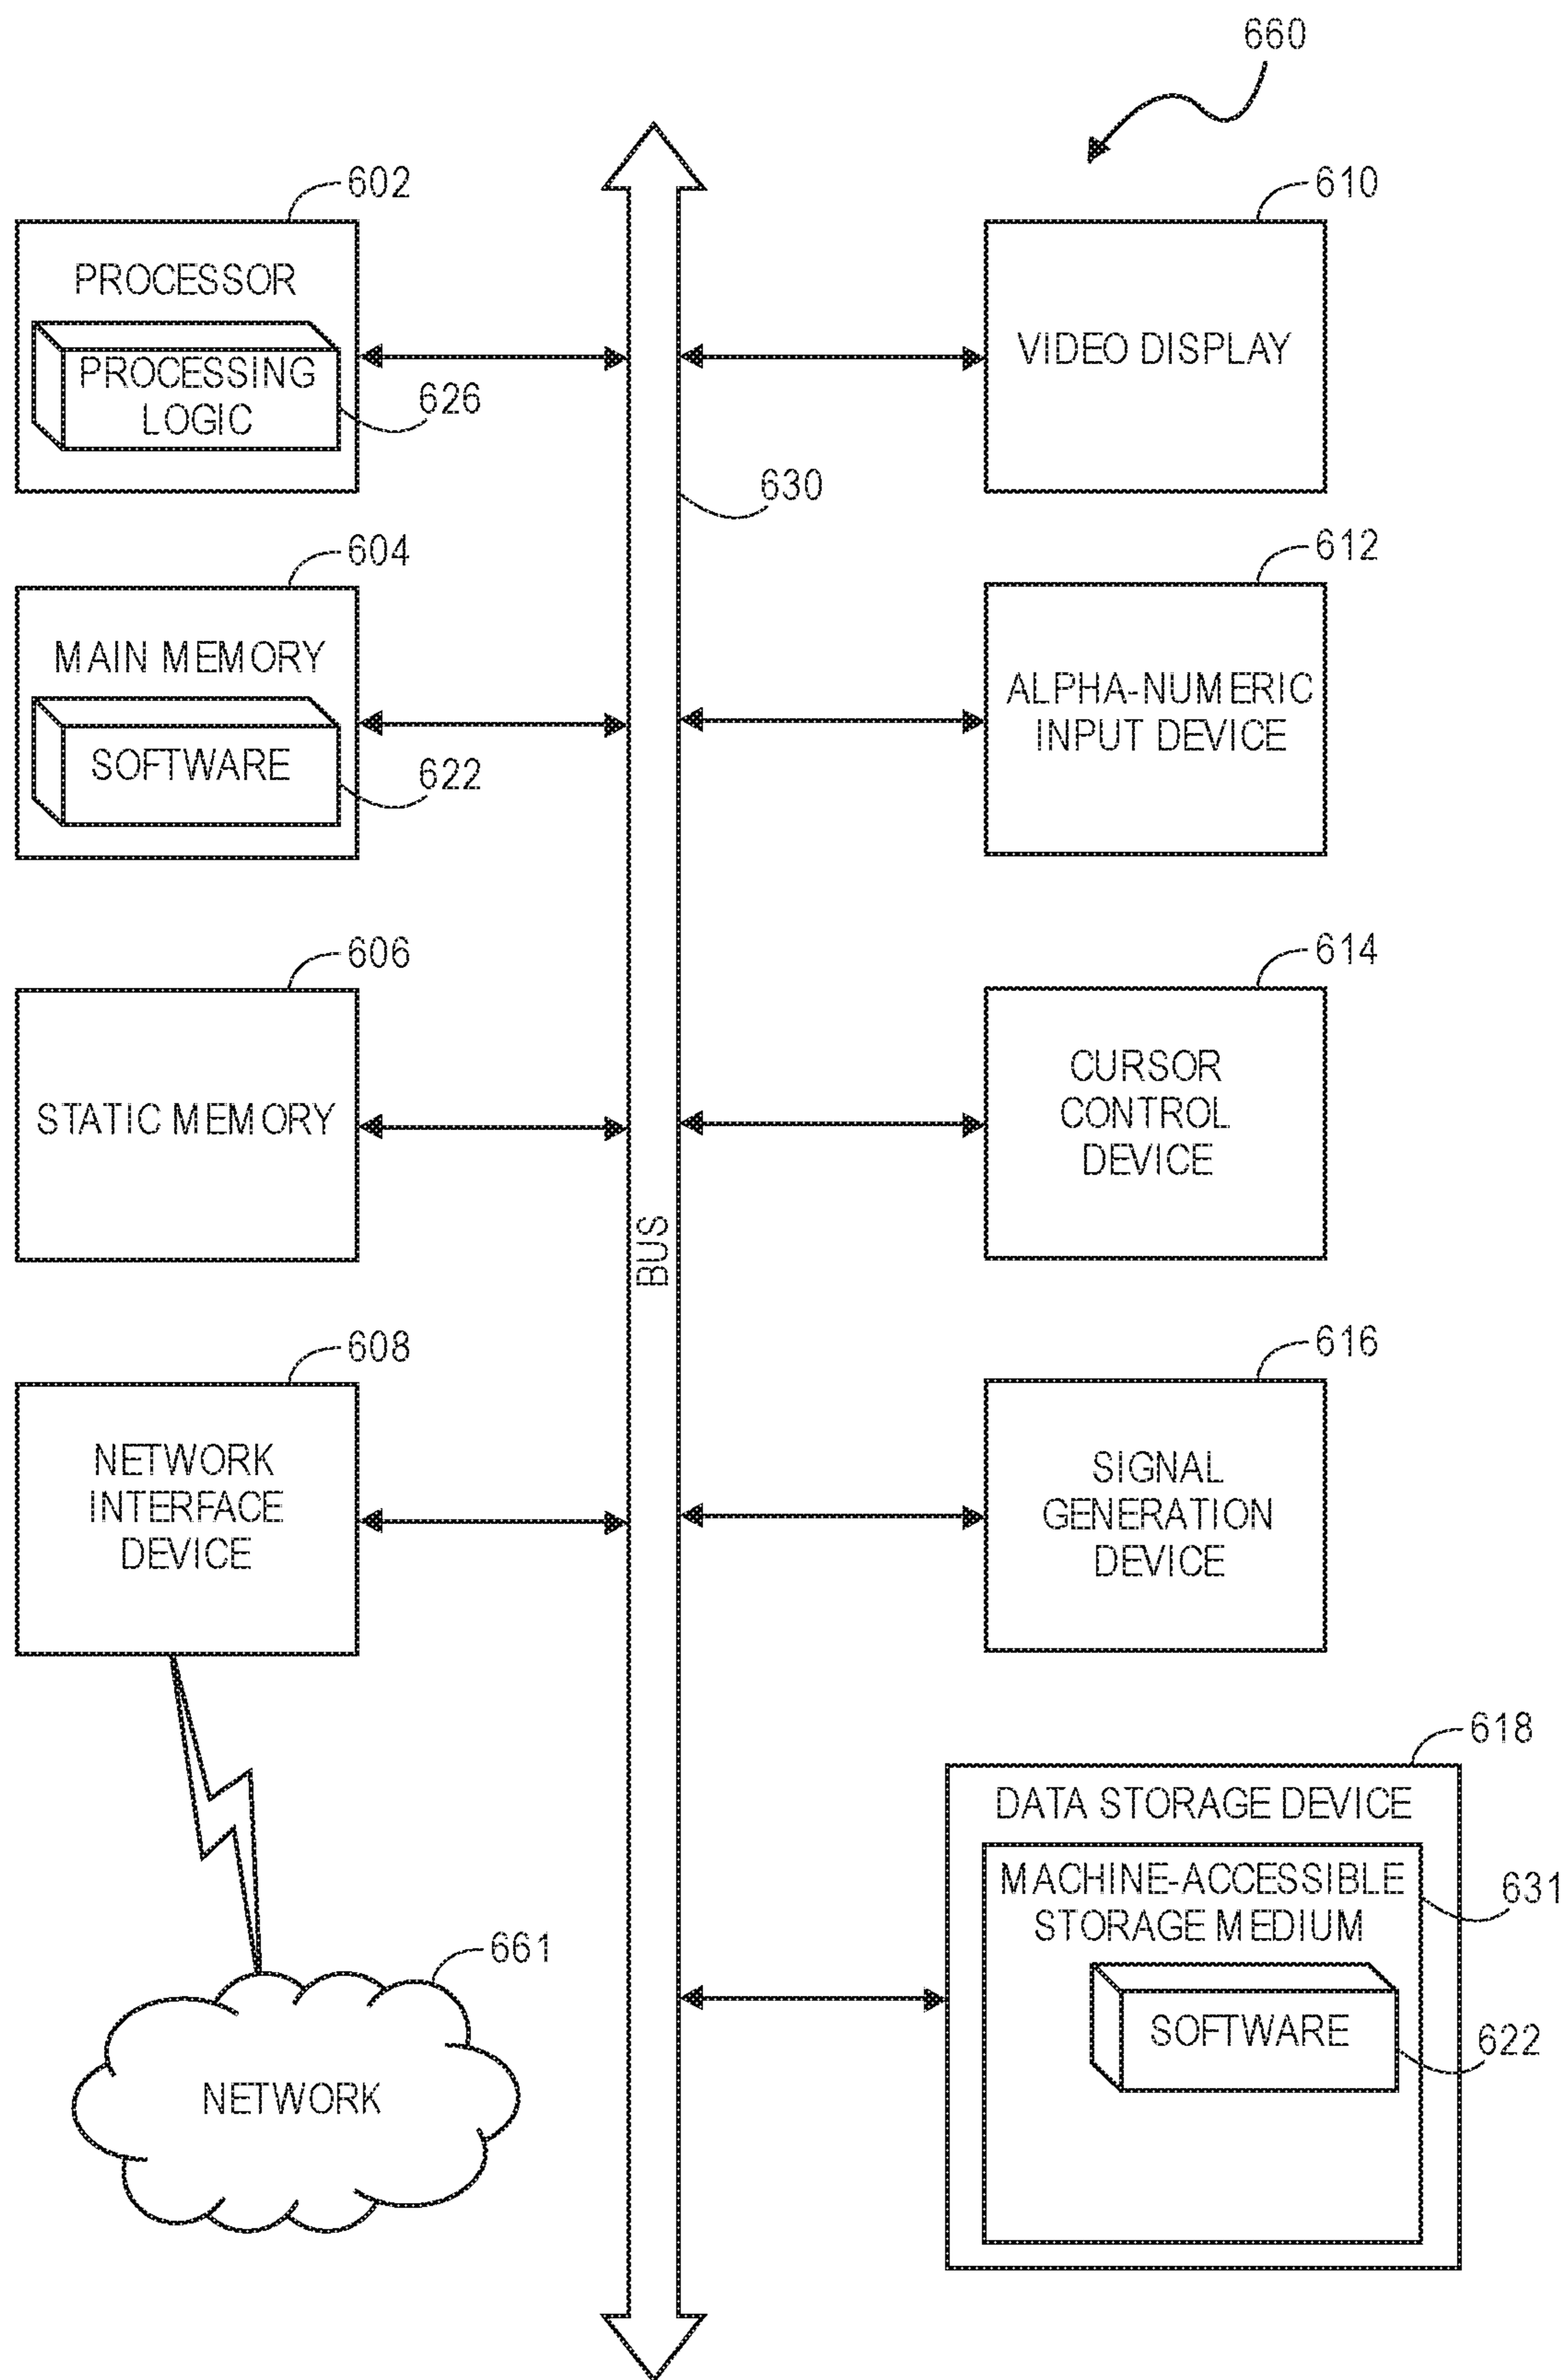 660
602
PROCESSOR
PROCESSING
LOGIC
626
604
MAIN MEMORY
SOFTWARE
622
606
STATIC MEMORY
608
NETWORK
INTERFACE
DEVICE
661
NETWORK
630
BUS
610
VIDEO DISPLAY
612
ALPHA-NUMERIC
INPUT DEVICE
614
CURSOR
CONTROL
DEVICE
616
SIGNAL
GENERATION
DEVICE
618
DATA STORAGE DEVICE
MACHINE-ACCESSIBLE
STORAGE MEDIUM
631
SOFTWARE
622